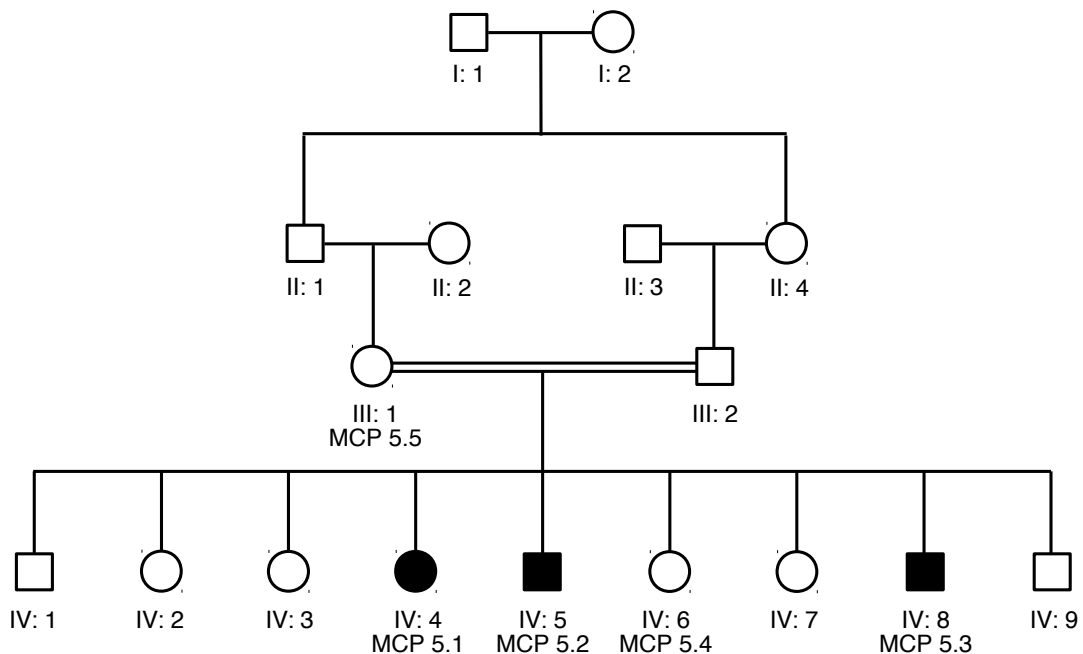 I: 1 I: 2
II: 1 II: 2 II: 3 II: 4
III: 1 III: 2
MCP 5.5
IV: 1 IV: 2 IV: 3 IV: 4 IV: 5 IV: 6 IV: 7 IV: 8 IV: 9
MCP 5.1 MCP 5.2 MCP 5.4 MCP 5.3